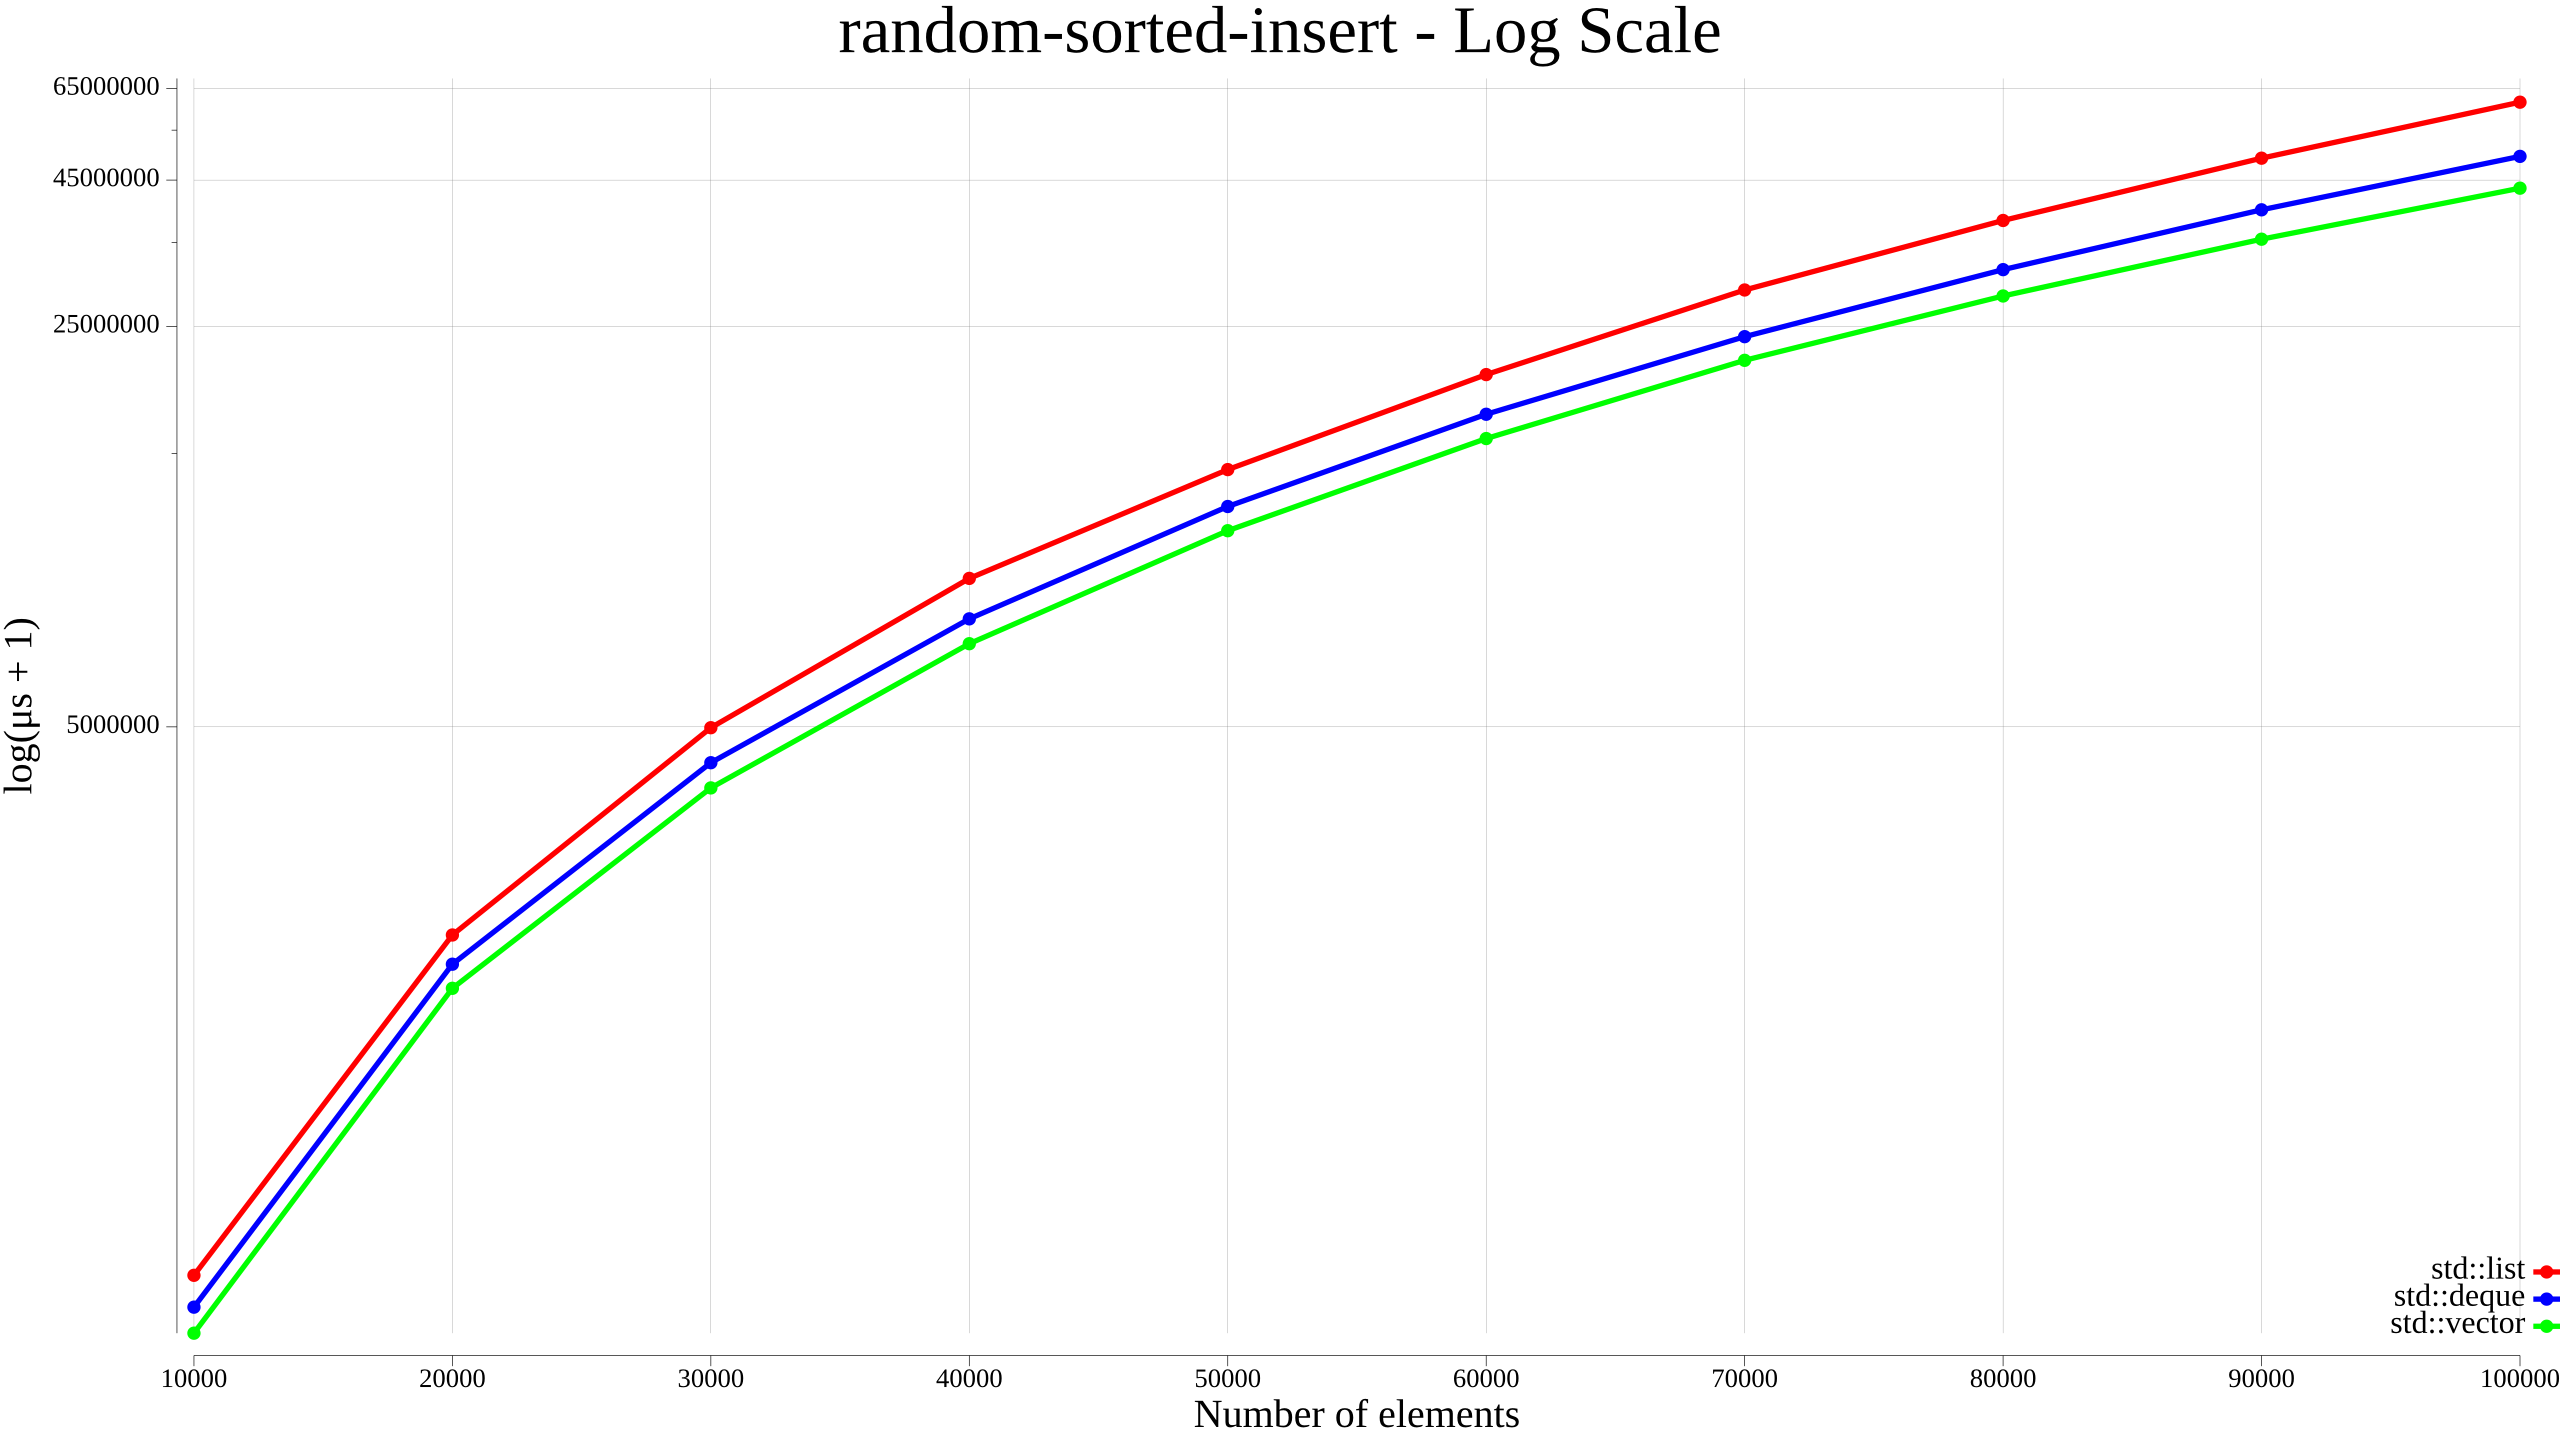 random-sorted-insert - Log Scale
65000000
45000000
25000000
5000000
log(μs + 1)
std::list
std::deque
std::vector
10000 20000 30000 40000 50000 60000 70000 80000 90000 100000
Number of elements